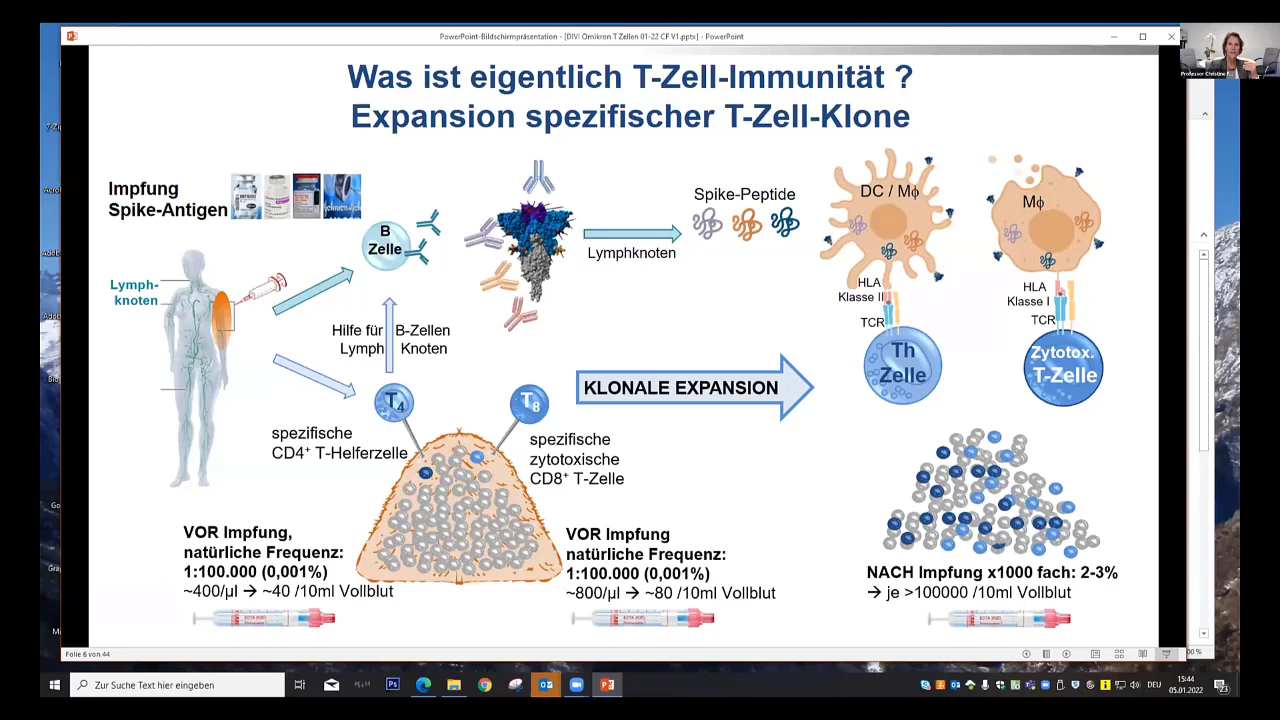 PowerPoint-Bildschirmpräsentation - [DIVI Omikron T Zellen 01-22 CF V1.pptx] - PowerPoint
Professor Christine
Was ist eigentlich T-Zell-Immunität ?
Expansion spezifischer T-Zell-Klone
Impfung
Spike-Antigen
Lymph-
knoten
B
Zelle
Hilfe für B-Zellen
Lymph Knoten
Spike-Peptide
Lymphknoten
DC / Mϕ
Mϕ
HLA
Klasse II
TCR
HLA
Klasse I
TCR
Th
Zelle
Zytotox.
T-Zelle
KLONALE EXPANSION
T4
T8
spezifische
CD4⁺ T-Helferzelle
spezifische
zytotoxische
CD8⁺ T-Zelle
VOR Impfung,
natürliche Frequenz:
1:100.000 (0,001%)
~400/µl → ~40 /10ml Vollblut
VOR Impfung
natürliche Frequenz:
1:100.000 (0,001%)
~800/µl → ~80 /10ml Vollblut
NACH Impfung x1000 fach: 2-3%
→ je >100000 /10ml Vollblut
Folie 6 von 44
Zur Suche Text hier eingeben
Ps
DEU
15:44
05.01.2022
23